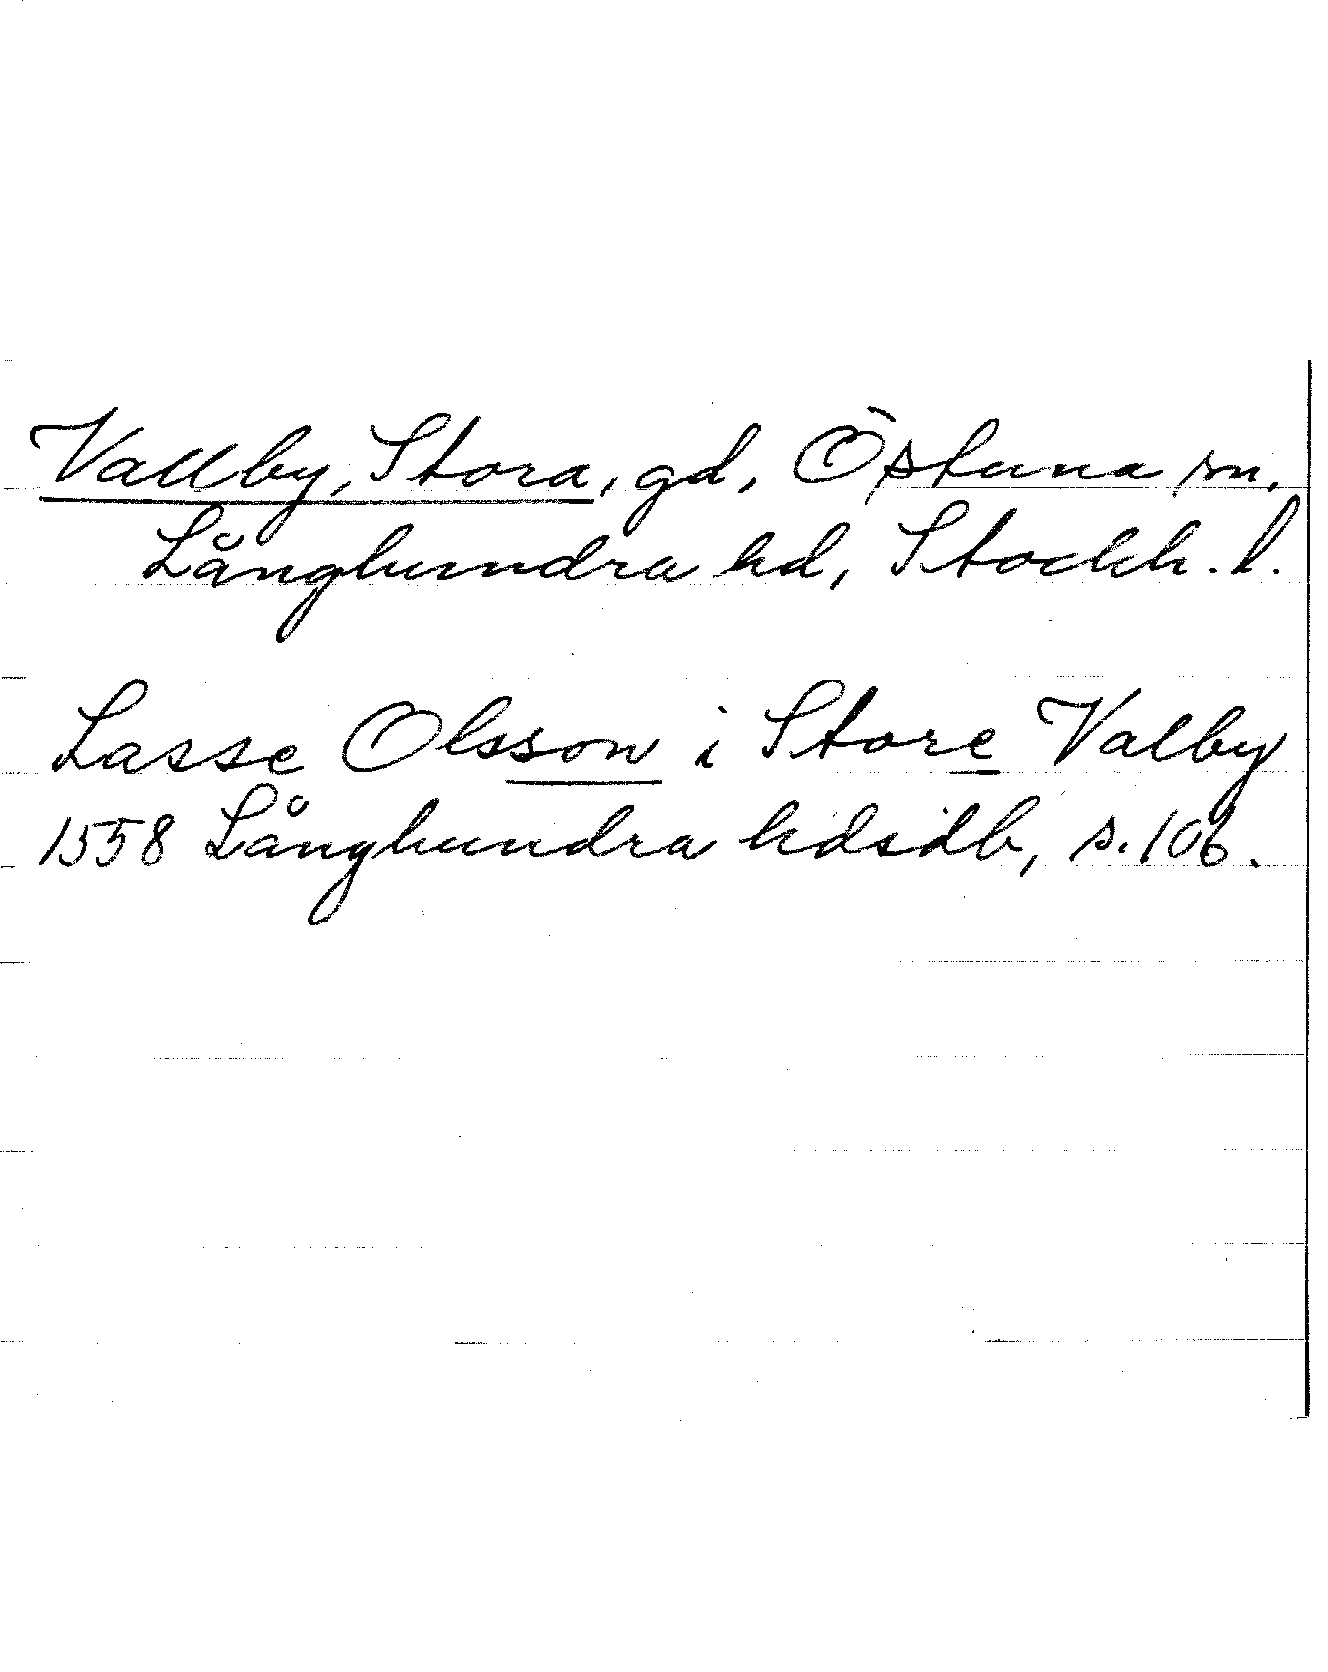 Vallby, Stora, gd, Östuna sn,
Långhundra hd, Stockh. l.
Lasse Olsson i Store Valby
1558 Långhundra hdsdb, s. 106.